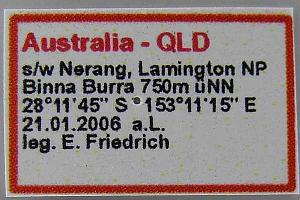 Australia - QLD
s/w Nerang, Lamington NP
Binna Burra 750m üNN
28°11'45" S 153°11'15" E
21.01.2006 a.L.
leg. E. Friedrich